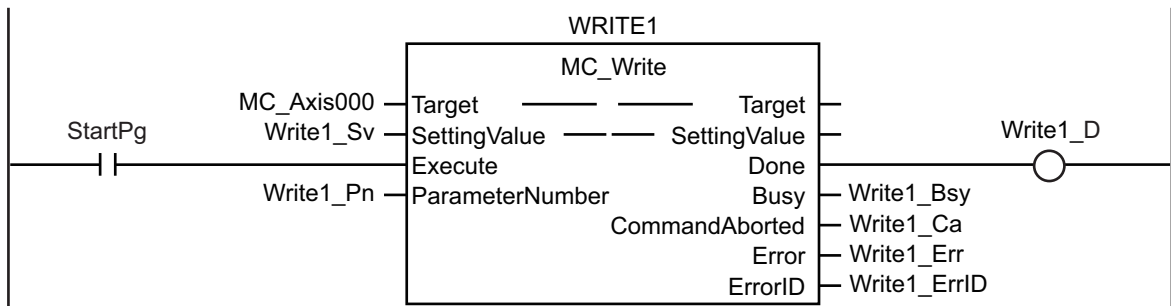 WRITE1
MC_Write
MC_Axis000 Target Target
StartPg Write1_Sv SettingValue SettingValue Write1_D
Execute Done
Write1_Pn ParameterNumber Busy Write1_Bsy
CommandAborted Write1_Ca
Error Write1_Err
ErrorID Write1_ErrID